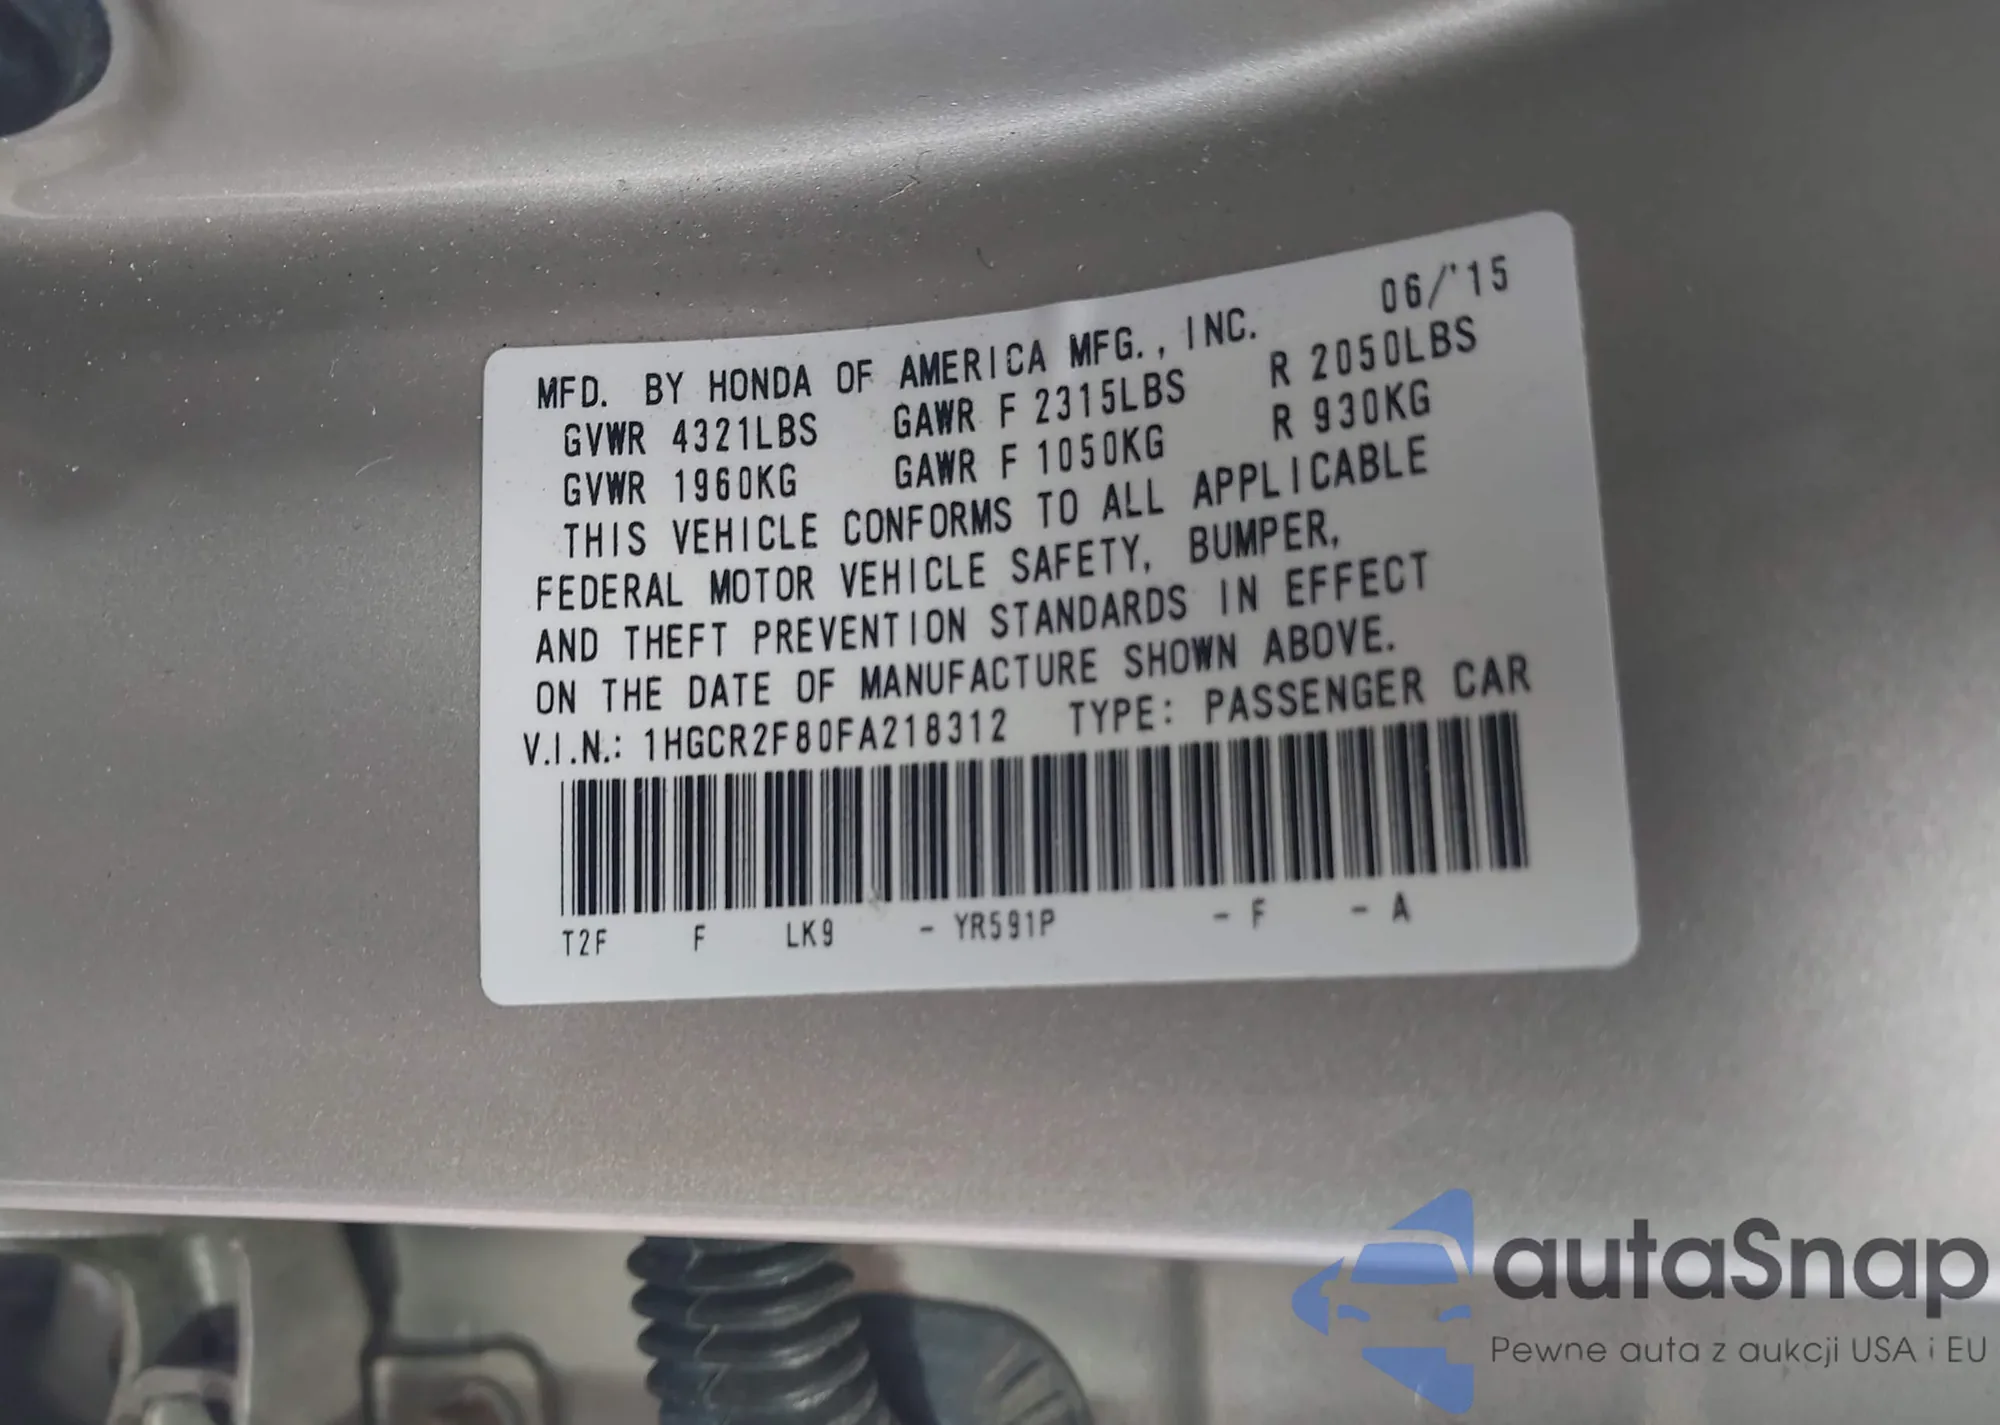 06/'15
MFD. BY HONDA OF AMERICA MFG., INC.
GVWR 4321LBS GAWR F 2315LBS R 2050LBS
GVWR 1960KG GAWR F 1050KG R 930KG
THIS VEHICLE CONFORMS TO ALL APPLICABLE
FEDERAL MOTOR VEHICLE SAFETY, BUMPER,
AND THEFT PREVENTION STANDARDS IN EFFECT
ON THE DATE OF MANUFACTURE SHOWN ABOVE.
V.I.N.: 1HGCR2F80FA218312 TYPE: PASSENGER CAR
T2F F LK9 - YR591P - F - A
autaSnap
Pewne auta z aukcji USA i EU